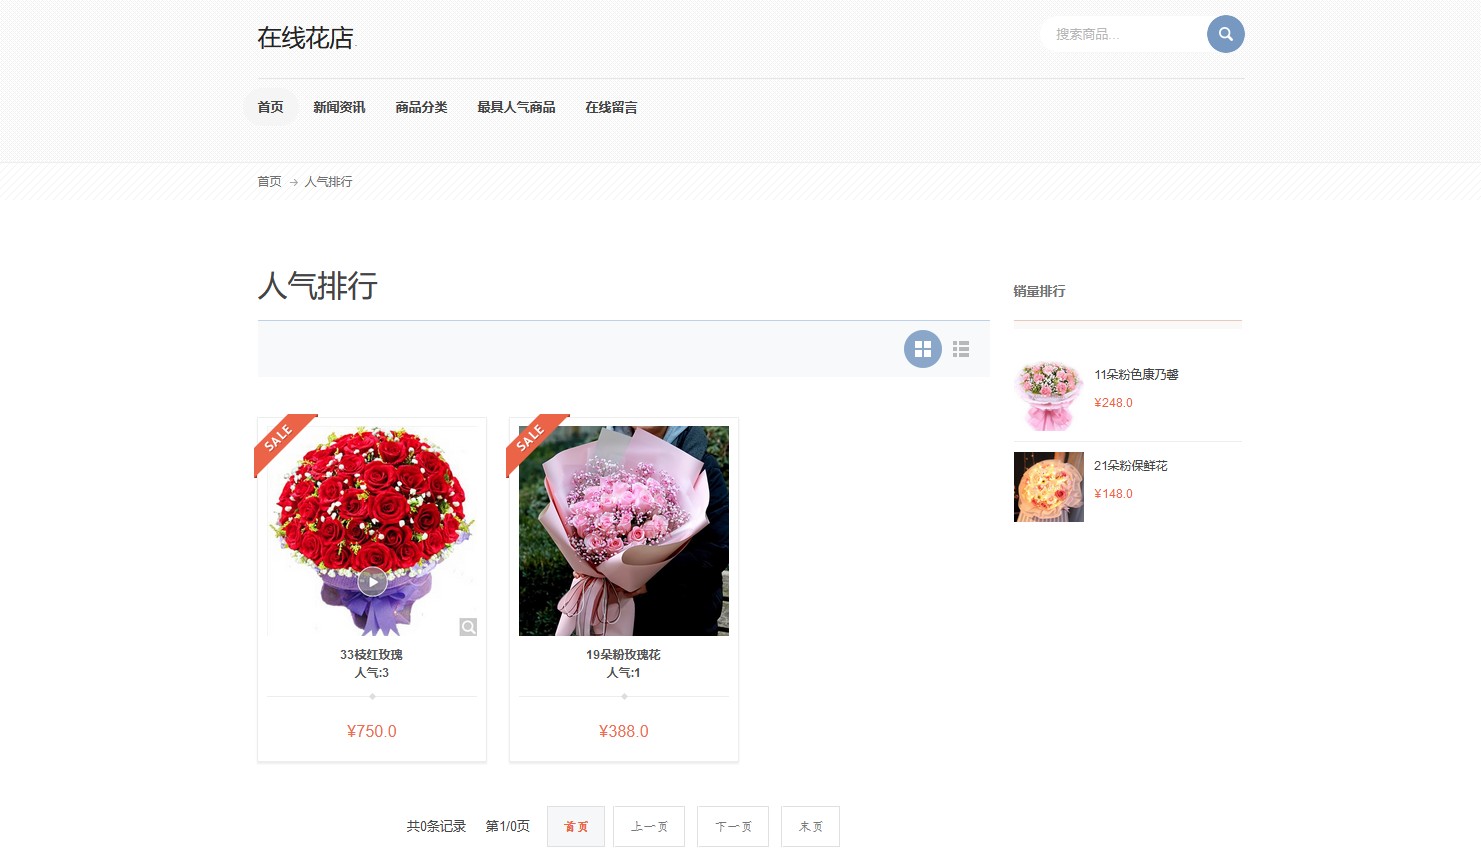 在线花店.
搜索商品...
首页 新闻资讯 商品分类 最具人气商品 在线留言
首页 → 人气排行
人气排行
销量排行
11朵粉色康乃馨
¥248.0
21朵粉保鲜花
¥148.0
SALE
33枝红玫瑰
人气:3
¥750.0
SALE
19朵粉玫瑰花
人气:1
¥388.0
共0条记录 第1/0页 首页 上一页 下一页 末页